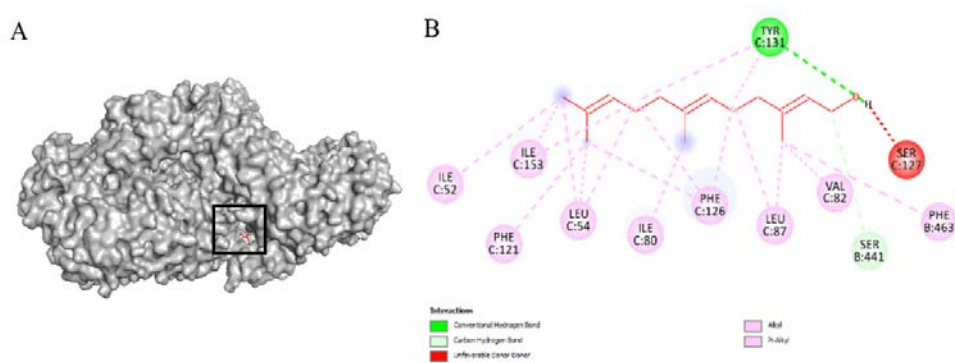 A
B
TYR
C:131
H
SER
C:127
ILE
C:153
ILE
C:52
VAL
C:82
LEU
C:54
PHE
C:126
PHE
B:463
PHE
C:121
ILE
C:80
LEU
C:87
SER
B:441
Interactions
Conventional Hydrogen Bond
Carbon Hydrogen Bond
Unfavorable Donor-Donor
Alkyl
Pi-Alkyl